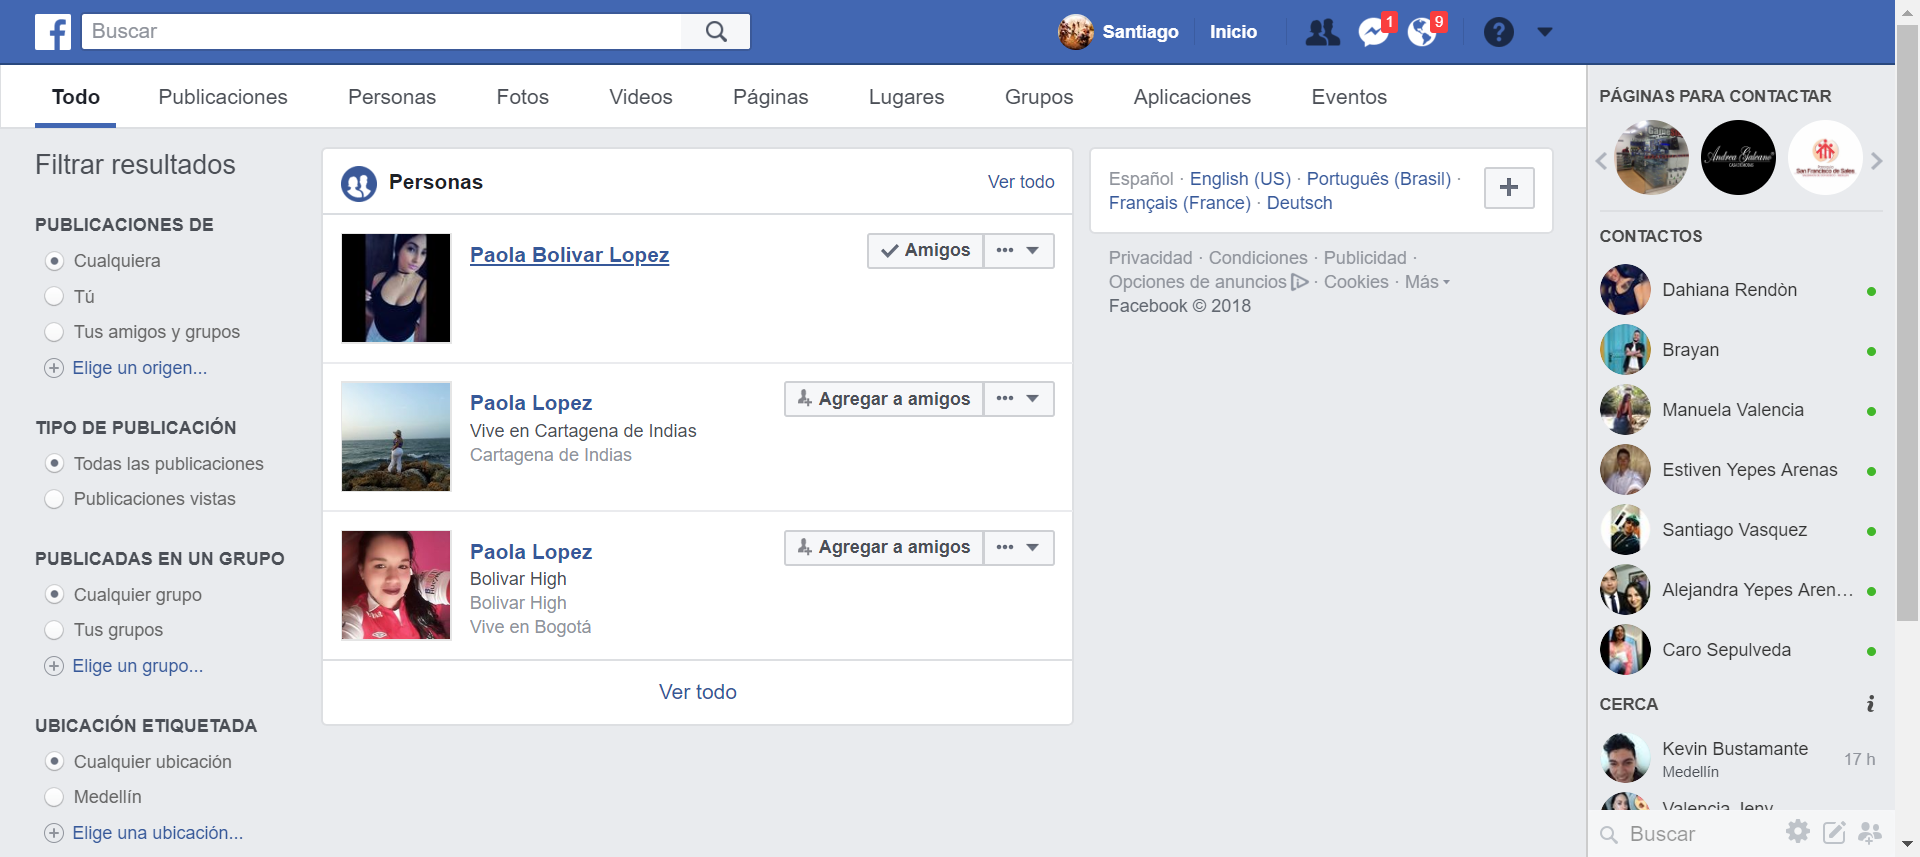 Buscar
Santiago
Inicio
1
9
Todo
Publicaciones
Personas
Fotos
Videos
Páginas
Lugares
Grupos
Aplicaciones
Eventos
Filtrar resultados
PUBLICACIONES DE
Cualquiera
Tú
Tus amigos y grupos
Elige un origen...
TIPO DE PUBLICACIÓN
Todas las publicaciones
Publicaciones vistas
PUBLICADAS EN UN GRUPO
Cualquier grupo
Tus grupos
Elige un grupo...
UBICACIÓN ETIQUETADA
Cualquier ubicación
Medellín
Elige una ubicación...
Personas
Ver todo
Paola Bolivar Lopez
Amigos
Paola Lopez
Vive en Cartagena de Indias
Cartagena de Indias
Agregar a amigos
Paola Lopez
Bolivar High
Bolivar High
Vive en Bogotá
Agregar a amigos
Ver todo
Español · English (US) · Português (Brasil) ·
Français (France) · Deutsch
Privacidad · Condiciones · Publicidad ·
Opciones de anuncios · Cookies · Más
Facebook © 2018
PÁGINAS PARA CONTACTAR
Andrea Galeano
San Francisco de Sales
CONTACTOS
Dahiana Rendòn
Brayan
Manuela Valencia
Estiven Yepes Arenas
Santiago Vasquez
Alejandra Yepes Aren...
Caro Sepulveda
CERCA
Kevin Bustamante
Medellín
17 h
Valencia Jeny
Buscar